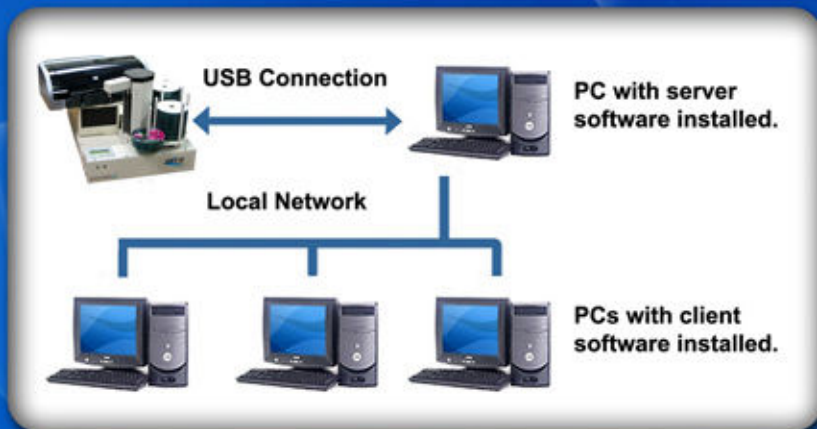 USB Connection
PC with server
software installed.
Local Network
PCs with client
software installed.